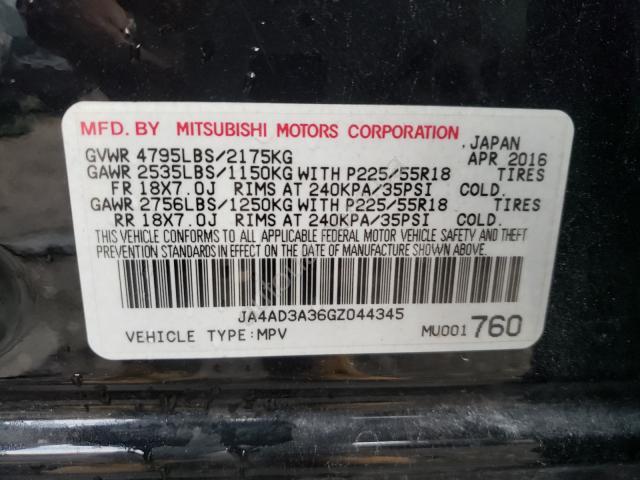 MFD. BY MITSUBISHI MOTORS CORPORATION, JAPAN
GVWR 4795LBS/2175KG APR 2016
GAWR 2535LBS/1150KG WITH P225/55R18 TIRES
FR 18X7.0J RIMS AT 240KPA/35PSI COLD.
GAWR 2756LBS/1250KG WITH P225/55R18 TIRES
RR 18X7.0J RIMS AT 240KPA/35PSI COLD.
THIS VEHICLE CONFORMS TO ALL APPLICABLE FEDERAL MOTOR VEHICLE SAFETY AND THEFT
PREVENTION STANDARDS IN EFFECT ON THE DATE OF MANUFACTURE SHOWN ABOVE.
JA4AD3A36GZ044345
VEHICLE TYPE:MPV MU001760